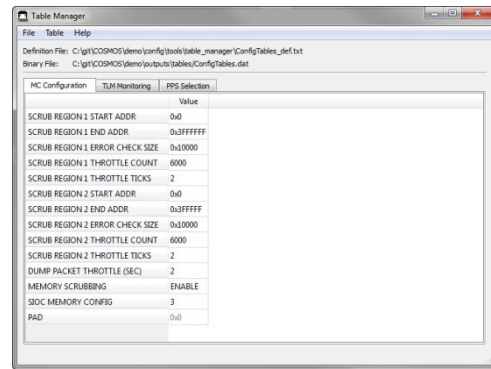 Table Manager
File Table Help
Definition File: C:\git\COSMOS\demo\config\tools\table_manager\ConfigTables_def.txt
Binary File: C:\git\COSMOS\demo\outputs\tables/ConfigTables.dat
MC Configuration TLM Monitoring PPS Selection
Value
SCRUB REGION 1 START ADDR 0x0
SCRUB REGION 1 END ADDR 0x3FFFFFF
SCRUB REGION 1 ERROR CHECK SIZE 0x10000
SCRUB REGION 1 THROTTLE COUNT 6000
SCRUB REGION 1 THROTTLE TICKS 2
SCRUB REGION 2 START ADDR 0x0
SCRUB REGION 2 END ADDR 0x3FFFFF
SCRUB REGION 2 ERROR CHECK SIZE 0x10000
SCRUB REGION 2 THROTTLE COUNT 6000
SCRUB REGION 2 THROTTLE TICKS 2
DUMP PACKET THROTTLE (SEC) 2
MEMORY SCRUBBING ENABLE
SIOC MEMORY CONFIG 3
PAD 0x0